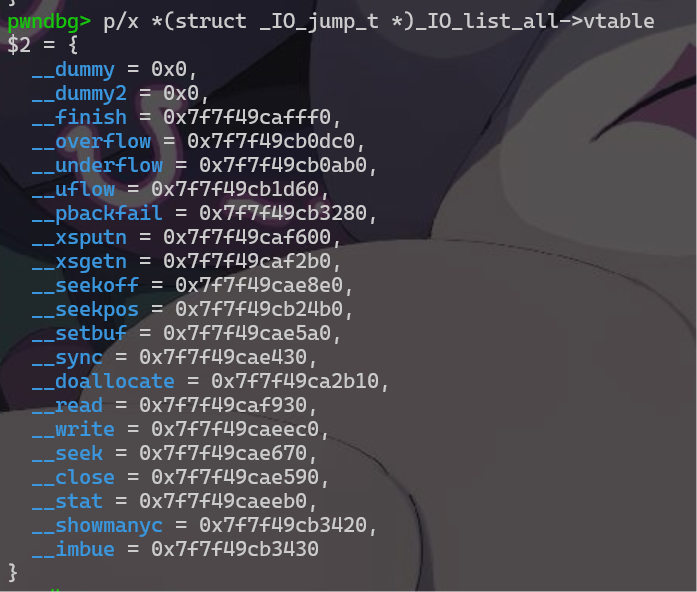 }
pwndbg> p/x *(struct _IO_jump_t *)_IO_list_all->vtable
$2 = {
  __dummy = 0x0,
  __dummy2 = 0x0,
  __finish = 0x7f7f49cafff0,
  __overflow = 0x7f7f49cb0dc0,
  __underflow = 0x7f7f49cb0ab0,
  __uflow = 0x7f7f49cb1d60,
  __pbackfail = 0x7f7f49cb3280,
  __xsputn = 0x7f7f49caf600,
  __xsgetn = 0x7f7f49caf2b0,
  __seekoff = 0x7f7f49cae8e0,
  __seekpos = 0x7f7f49cb24b0,
  __setbuf = 0x7f7f49cae5a0,
  __sync = 0x7f7f49cae430,
  __doallocate = 0x7f7f49ca2b10,
  __read = 0x7f7f49caf930,
  __write = 0x7f7f49caeec0,
  __seek = 0x7f7f49cae670,
  __close = 0x7f7f49cae590,
  __stat = 0x7f7f49caeeb0,
  __showmanyc = 0x7f7f49cb3420,
  __imbue = 0x7f7f49cb3430
}